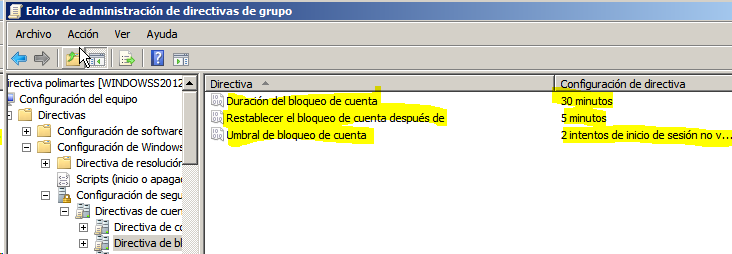 Editor de administración de directivas de grupo
Archivo Acción Ver Ayuda
irectiva polimartes [WINDOWSS2012
Configuración del equipo
Directivas
Configuración de software
Configuración de Windows
Directiva de resolución
Scripts (inicio o apaga
Configuración de segu
Directivas de cuen
Directiva de co
Directiva de bl
Directiva Configuración de directiva
Duración del bloqueo de cuenta 30 minutos
Restablecer el bloqueo de cuenta después de 5 minutos
Umbral de bloqueo de cuenta 2 intentos de inicio de sesión no v...